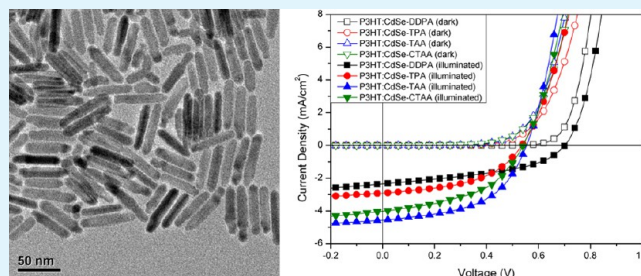 50 nm
P3HT:CdSe-DDPA (dark)
P3HT:CdSe-TPA (dark)
P3HT:CdSe-TAA (dark)
P3HT:CdSe-CTAA (dark)
P3HT:CdSe-DDPA (illuminated)
P3HT:CdSe-TPA (illuminated)
P3HT:CdSe-TAA (illuminated)
P3HT:CdSe-CTAA (illuminated)
Current Density (mA/cm²)
8
6
4
2
0
-2
-4
-6
-0.2 0.0 0.2 0.4 0.6 0.8
Voltage (V)